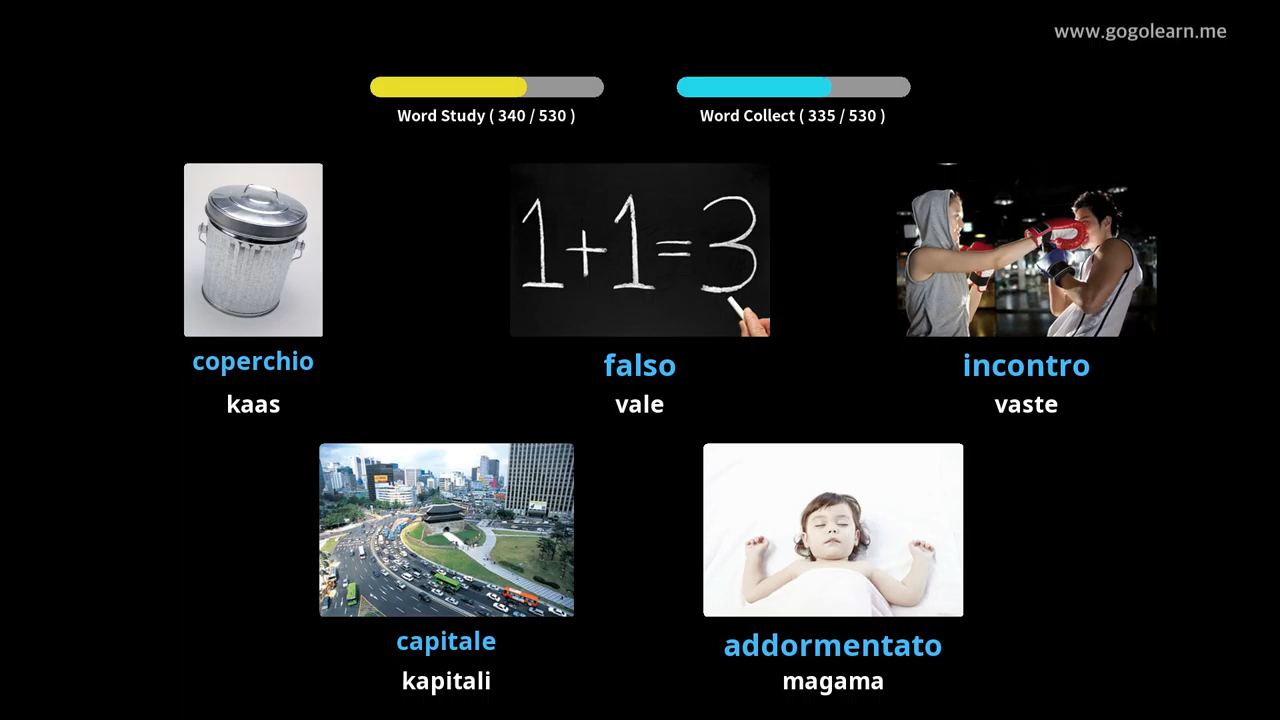 www.gogolearn.me
Word Study ( 340 / 530 )
Word Collect ( 335 / 530 )
1+1=3
coperchio
kaas
falso
vale
incontro
vaste
capitale
kapitali
addormentato
magama